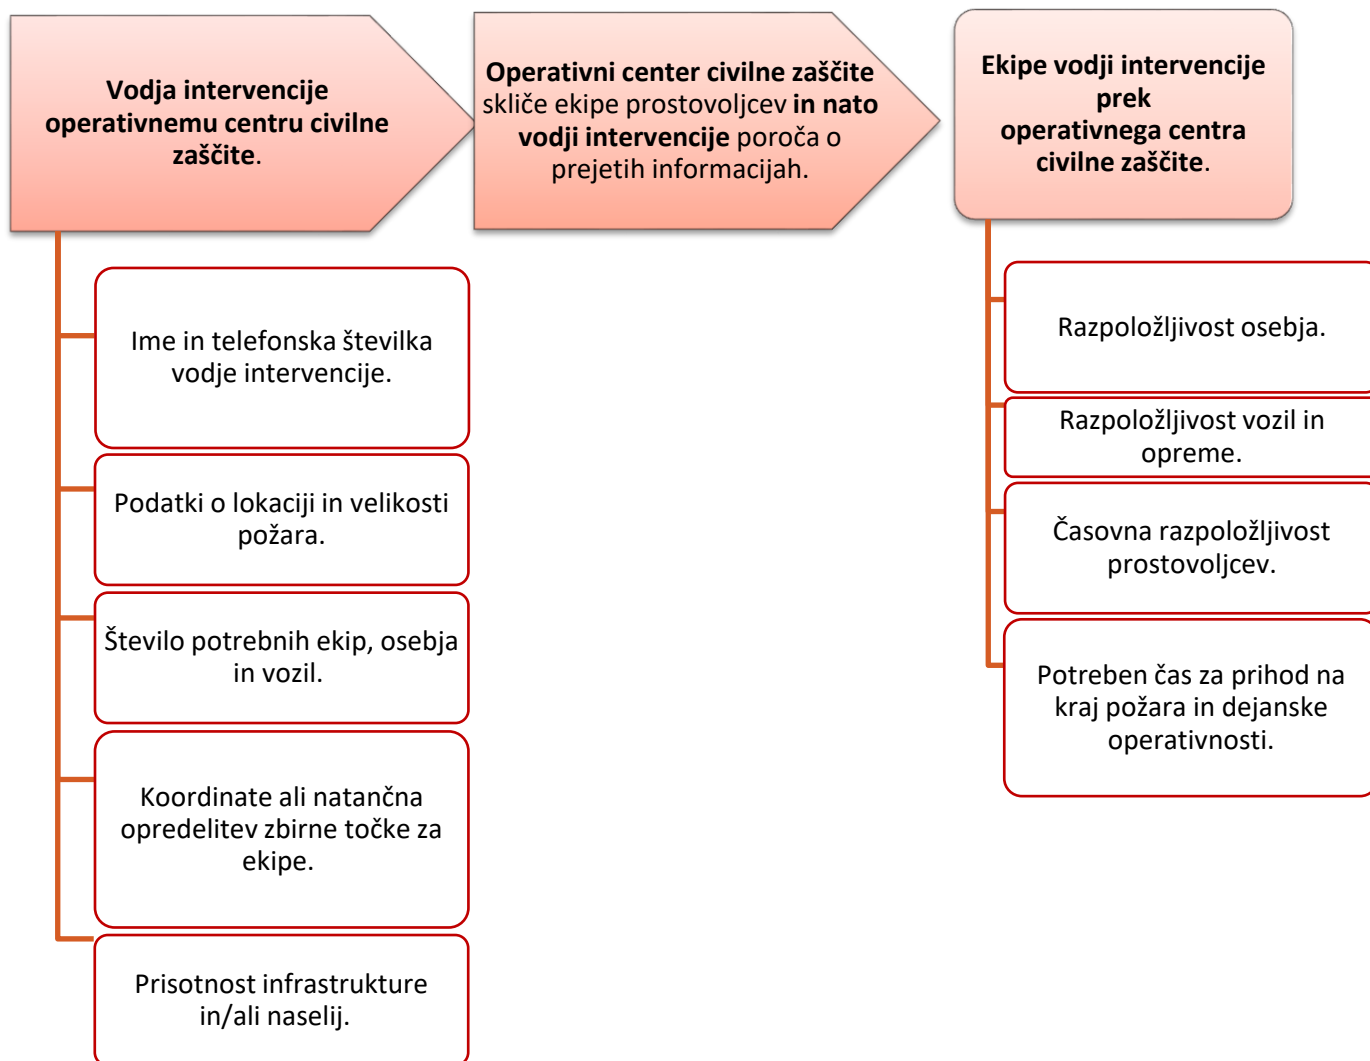 Vodja intervencije
operativnemu centru civilne
zaščite.
Operativni center civilne zaščite
skliče ekipe prostovoljcev in nato
vodji intervencije poroča o
prejetih informacijah.
Ekipe vodji intervencije
prek
operativnega centra
civilne zaščite.
Ime in telefonska številka
vodje intervencije.
Podatki o lokaciji in velikosti
požara.
Število potrebnih ekip, osebja
in vozil.
Koordinate ali natančna
opredelitev zbirne točke za
ekipe.
Prisotnost infrastrukture
in/ali naselij.
Razpoložljivost osebja.
Razpoložljivost vozil in
opreme.
Časovna razpoložljivost
prostovoljcev.
Potreben čas za prihod na
kraj požara in dejanske
operativnosti.